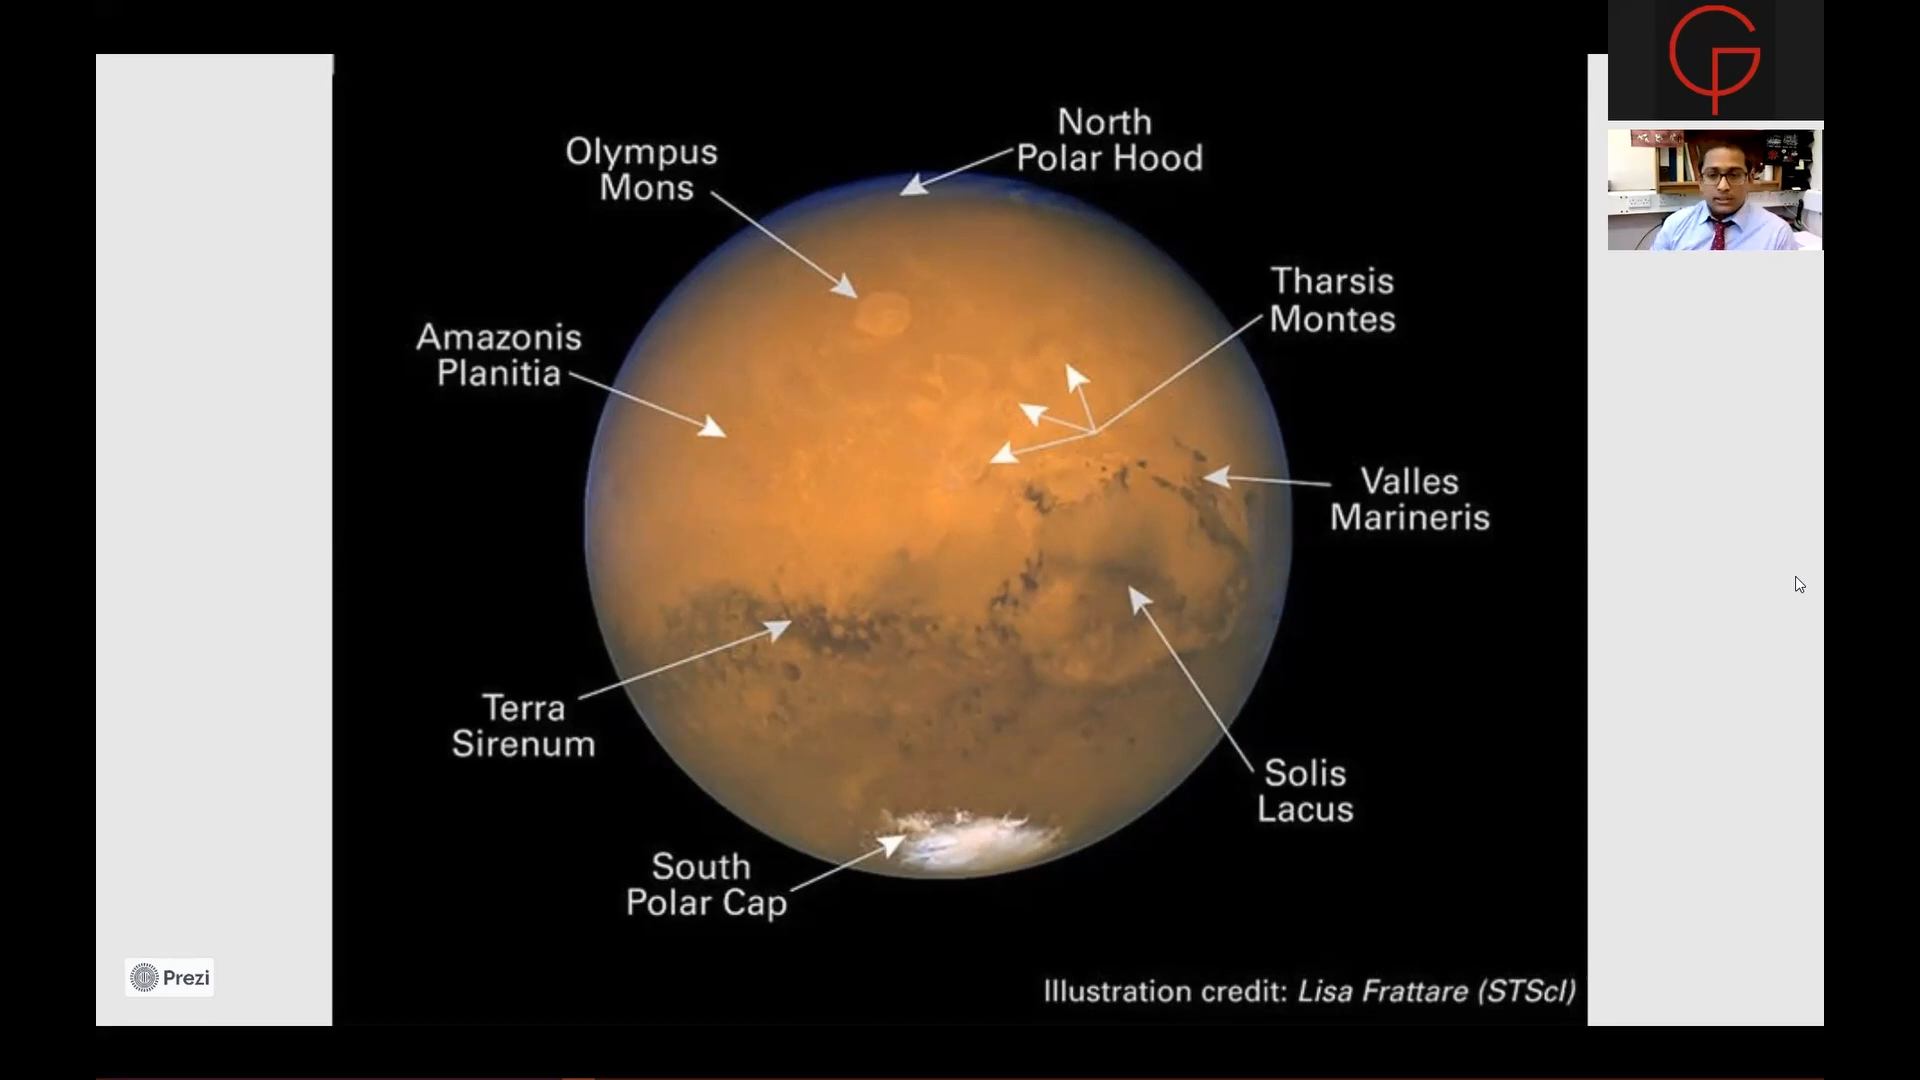 North
Polar Hood
Olympus
Mons
Tharsis
Montes
Amazonis
Planitia
Valles
Marineris
Terra
Sirenum
Solis
Lacus
South
Polar Cap
Prezi
Illustration credit: Lisa Frattare (STScI)